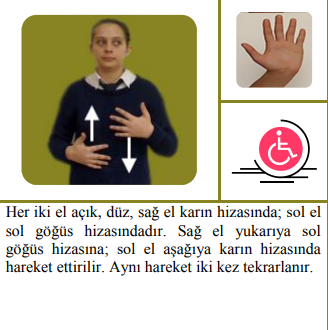 Her iki el açık, düz, sağ el karın hizasında; sol el
sol göğüs hizasındadır. Sağ el yukarıya sol
göğüs hizasına; sol el aşağıya karın hizasında
hareket ettirilir. Aynı hareket iki kez tekrarlanır.